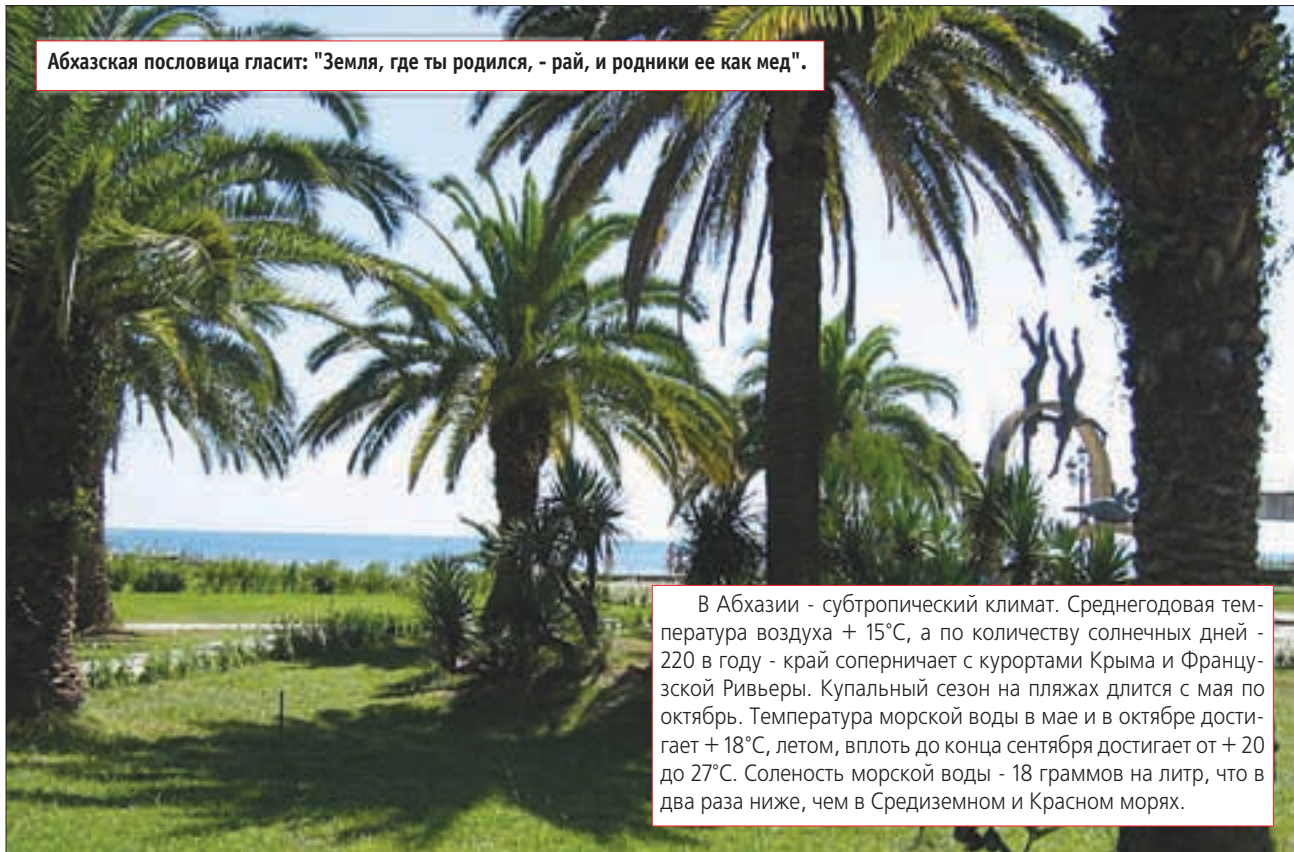 Абхазская пословица гласит: "Земля, где ты родился, - рай, и родники ее как мед".
В Абхазии - субтропический климат. Среднегодовая тем-
пература воздуха + 15°С, а по количеству солнечных дней -
220 в году - край соперничает с курортами Крыма и Францу-
зской Ривьеры. Купальный сезон на пляжах длится с мая по
октябрь. Температура морской воды в мае и в октябре дости-
гает + 18°С, летом, вплоть до конца сентября достигает от + 20
до 27°С. Соленость морской воды - 18 граммов на литр, что в
два раза ниже, чем в Средиземном и Красном морях.